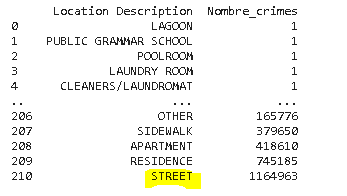 Location Description Nombre_crimes
0 LAGOON 1
1 PUBLIC GRAMMAR SCHOOL 1
2 POOLROOM 1
3 LAUNDRY ROOM 1
4 CLEANERS/LAUNDROMAT 1
.. ... ...
206 OTHER 165776
207 SIDEWALK 379650
208 APARTMENT 418610
209 RESIDENCE 745185
210 STREET 1164963